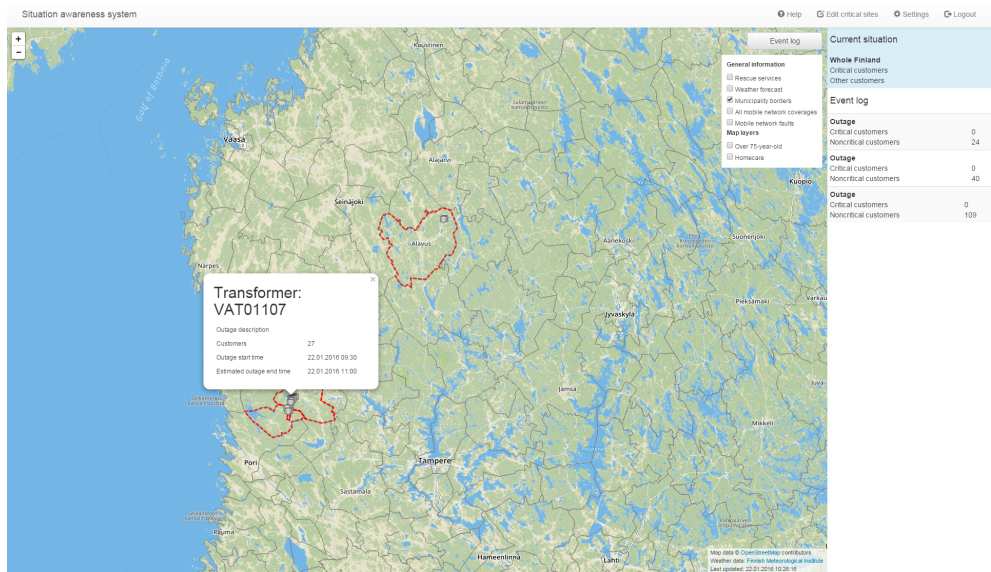 Situation awareness system
Help
Edit critical sites
Settings
Logout
+
−
Event log
General information
Rescue services
Weather forecast
Municipality borders
All mobile network coverages
Mobile network faults
Map layers
Over 75-year-old
Homecare
Current situation
Whole Finland
Critical customers
Other customers
Event log
Outage
Critical customers 0
Noncritical customers 24
Outage
Critical customers 0
Noncritical customers 40
Outage
Critical customers 0
Noncritical customers 109
Gulf of Bothnia
Kaustinen
Vaasa
Alajärvi
Kuopio
Seinäjoki
Alavus
Äänekoski
Suonenjoki
Närpes
×
Transformer:
VAT01107
Outage description
Customers 27
Outage start time 22.01.2016 09:30
Estimated outage end time 22.01.2016 11:00
Pieksämäki
Varkau
Jyväskylä
Jämsä
Juva
Mikkeli
Pori
Tampere
Sastamala
Rauma
Hämeenlinna
Lahti
Map data © OpenStreetMap contributors
Weather data: Finnish Meteorological Institute
Last updated: 22.01.2016 10:26:16